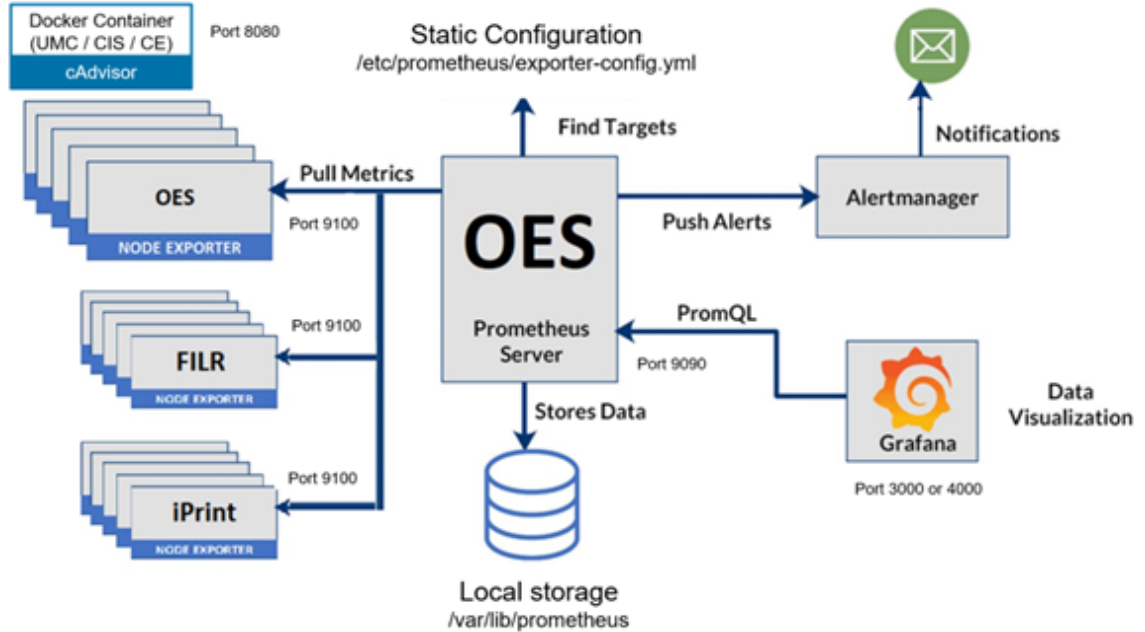 Docker Container
(UMC / CIS / CE)
cAdvisor
Port 8080
Static Configuration
/etc/prometheus/exporter-config.yml
Find Targets
Notifications
Pull Metrics
OES
NODE EXPORTER
Port 9100
OES
Prometheus
Server
Push Alerts
Alertmanager
PromQL
Port 9090
Port 9100
FILR
NODE EXPORTER
Stores Data
Grafana
Data
Visualization
Port 3000 or 4000
Port 9100
iPrint
NODE EXPORTER
Local storage
/var/lib/prometheus